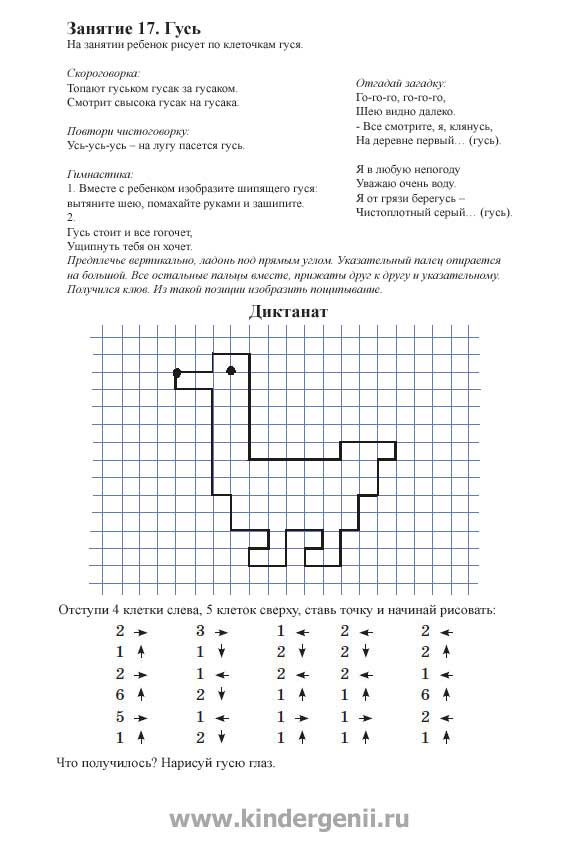 Занятие 17. Гусь
На занятии ребенок рисует по клеточкам гуся.
Скороговорка:
Топают гуськом гусак за гусаком.
Смотрит свысока гусак на гусака.
Повтори чистоговорку:
Усь-усь-усь – на лугу пасется гусь.
Гимнастика:
1. Вместе с ребенком изобразите шипящего гуся:
вытяните шею, помахайте руками и зашипите.
2.
Гусь стоит и все гогочет,
Ущипнуть тебя он хочет.
Отгадай загадку:
Го-го-го, го-го-го,
Шею видно далеко.
- Все смотрите, я, клянусь,
На деревне первый… (гусь).
Я в любую непогоду
Уважаю очень воду.
Я от грязи берегусь –
Чистоплотный серый… (гусь).
Предплечье вертикально, ладонь под прямым углом. Указательный палец опирается
на большой. Все остальные пальцы вместе, прижаты друг к другу и указательному.
Получился клюв. Из такой позиции изобразить пощипывание.
Диктанат
Отступи 4 клетки слева, 5 клеток сверху, ставь точку и начинай рисовать:
2 → 3 → 1 ← 2 ← 2 ←
1 ↑ 1 ↓ 2 ↓ 2 ↓ 2 ↑
2 → 1 ← 2 ← 2 ← 1 ←
6 ↑ 2 ↓ 1 ↑ 1 ↑ 6 ↑
5 → 1 ← 1 → 1 → 2 ←
1 ↑ 2 ↓ 1 ↑ 1 ↑ 1 ↑
Что получилось? Нарисуй гусю глаз.
www.kindergenii.ru